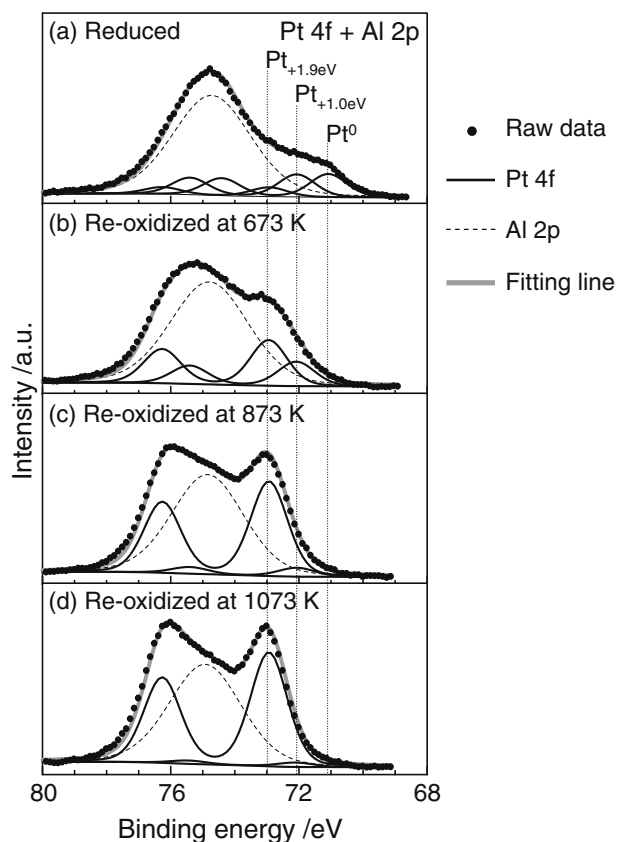 (a) Reduced Pt 4f + Al 2p
Pt+1.9eV
Pt+1.0eV
Pt⁰
Raw data
Pt 4f
Al 2p
Fitting line
(b) Re-oxidized at 673 K
(c) Re-oxidized at 873 K
(d) Re-oxidized at 1073 K
Intensity /a.u.
80 76 72 68
Binding energy /eV